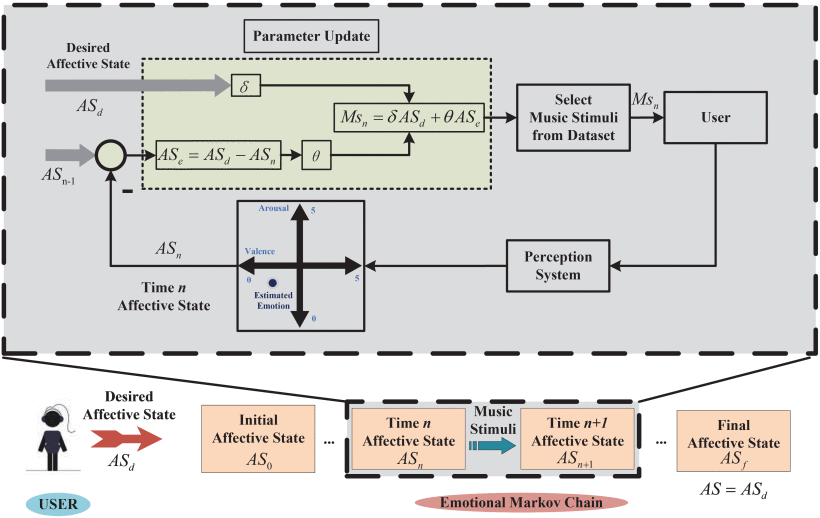 Parameter Update
Desired
Affective State
AS_d
δ
Ms_n = δAS_d + θAS_e
Select
Music Stimuli
from Dataset
Ms_n
User
AS_{n-1}
AS_e = AS_d − AS_n
θ
−
AS_n
Time n
Affective State
Arousal
5
Valence
0
5
Estimated
Emotion
0
Perception
System
Desired
Affective State
AS_d
USER
Initial
Affective State
AS_0
...
Time n
Affective State
AS_n
Music
Stimuli
Time n+1
Affective State
AS_{n+1}
...
Final
Affective State
AS_f
AS = AS_d
Emotional Markov Chain